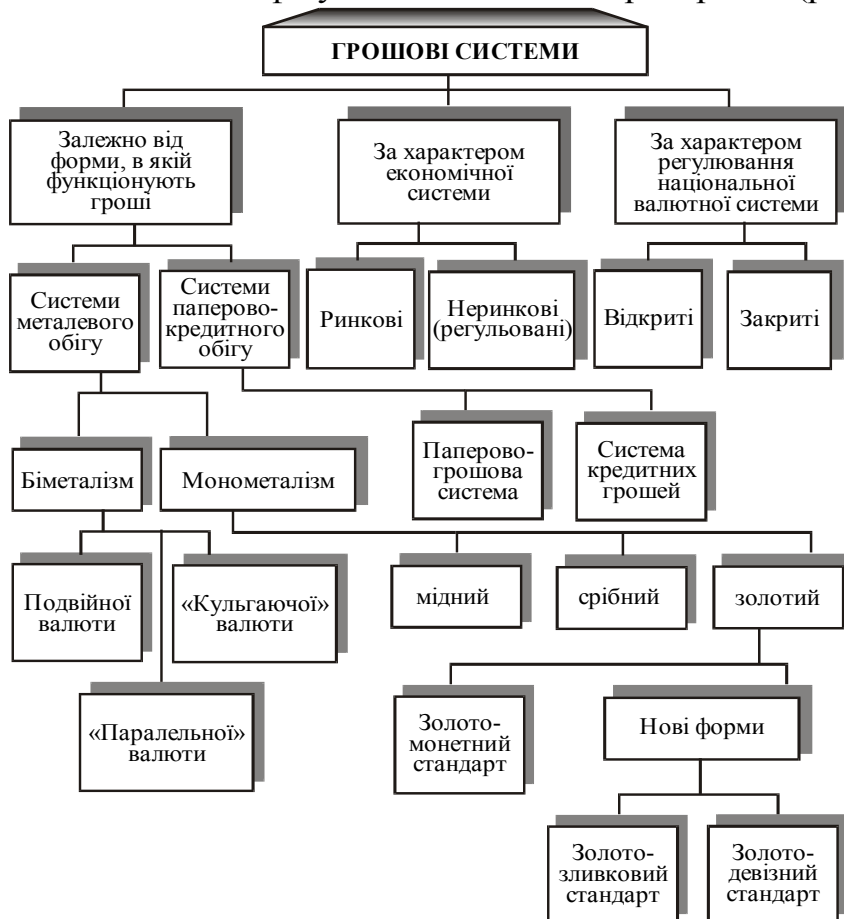 ГРОШОВІ СИСТЕМИ
Залежно від
форми, в якій
функціонують
гроші
За характером
економічної
системи
За характером
регулювання
національної
валютної системи
Системи
металевого
обігу
Системи
паперово-
кредитного
обігу
Ринкові
Неринкові
(регульовані)
Відкриті
Закриті
Біметалізм
Монометалізм
Паперово-
грошова
система
Система
кредитних
грошей
Подвійної
валюти
«Кульгаючої»
валюти
мідний
срібний
золотий
«Паралельної»
валюти
Золото-
монетний
стандарт
Нові форми
Золото-
зливковий
стандарт
Золото-
девізний
стандарт